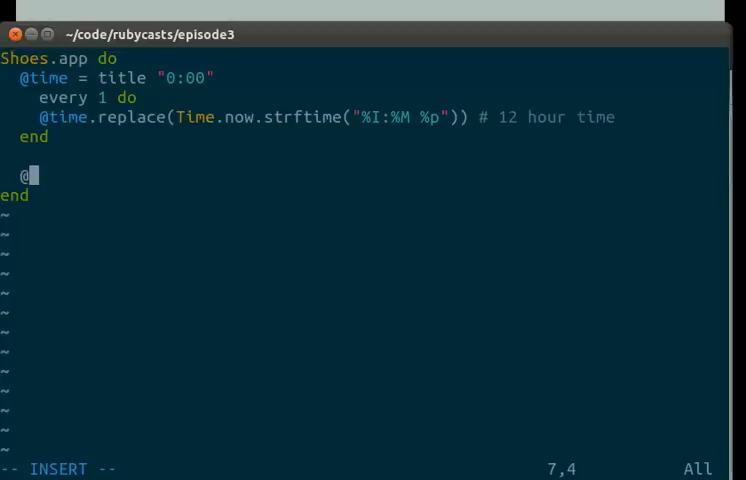 ~/code/rubycasts/episode3
Shoes.app do
  @time = title "0:00"
    every 1 do
    @time.replace(Time.now.strftime("%I:%M %p")) # 12 hour time
  end

  @
end
~
~
~
~
~
~
~
~
~
~
~
~
~
-- INSERT -- 7,4 All